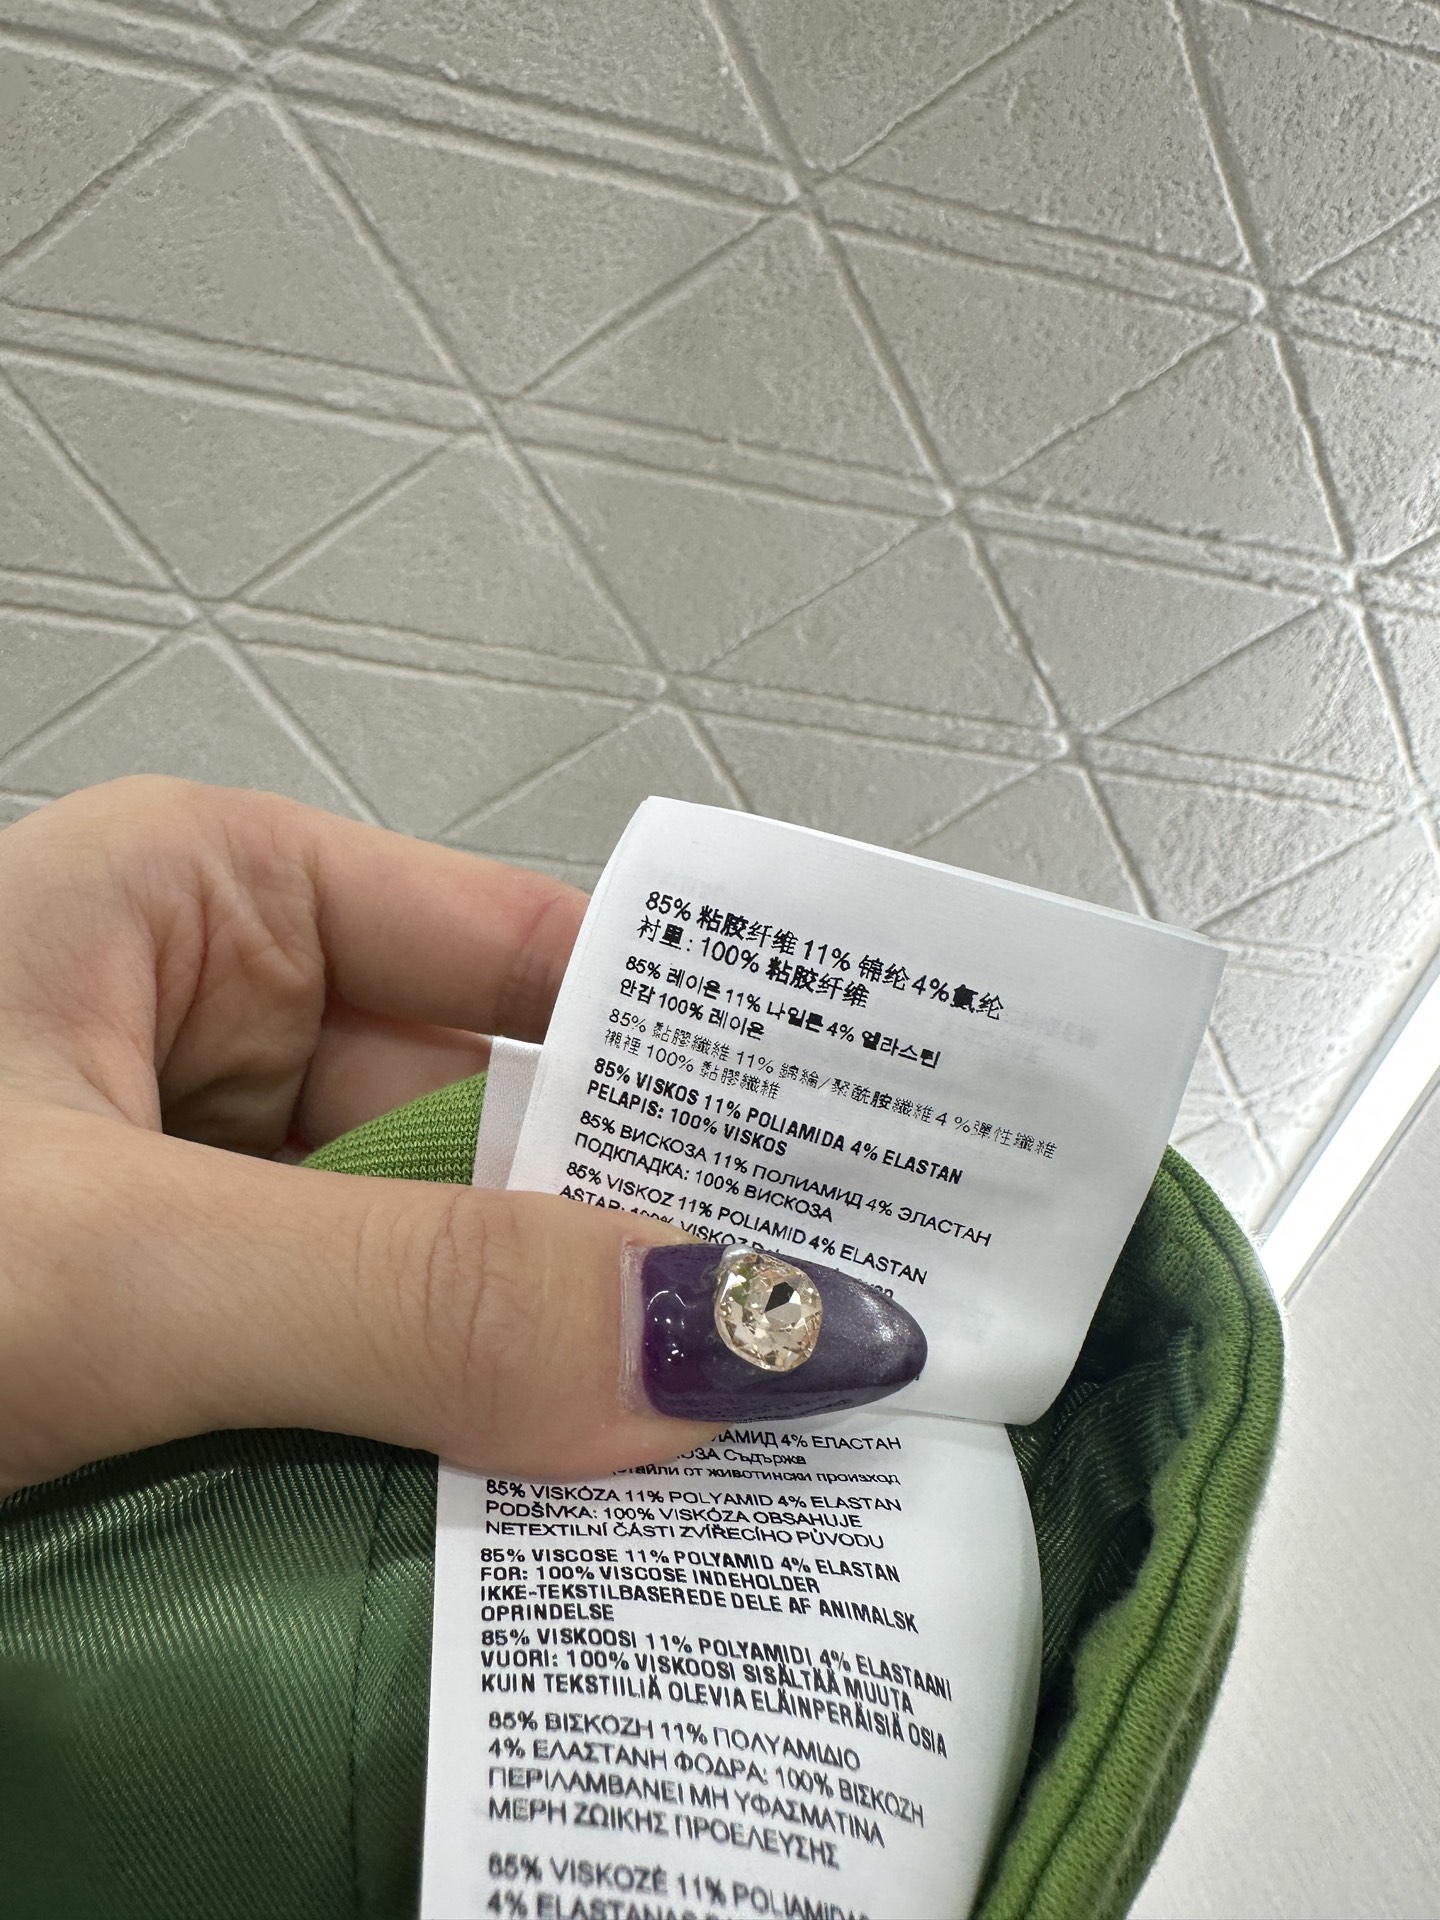 85% 粘胶纤维 11% 锦纶 4% 氨纶
衬里: 100% 粘胶纤维
85% 레이온 11% 나일론 4% 엘라스틴
안감 100% 레이온
85% 黏膠纖維 11% 錦綸/聚酰胺纖維 4 %彈性纖維
襯裡 100% 黏膠纖維
85% VISKOS 11% POLIAMIDA 4% ELASTAN
PELAPIS: 100% VISKOS
85% ВИСКОЗА 11% ПОЛИАМИД 4% ЭЛАСТАН
ПОДКЛАДКА: 100% ВИСКОЗА
85% VISKOZ 11% POLIAMID 4% ELASTAN
ASTAR: 100% VISKOZ
4% ЕЛАСТАН
Съдържа
от животински произход
85% VISKÓZA 11% POLYAMID 4% ELASTAN
PODŠÍVKA: 100% VISKÓZA OBSAHUJE
NETEXTILNÍ ČÁSTI ZVÍŘECÍHO PŮVODU
85% VISCOSE 11% POLYAMID 4% ELASTAN
FOR: 100% VISCOSE INDEHOLDER
IKKE-TEKSTILBASEREDE DELE AF ANIMALSK
OPRINDELSE
85% VISKOOSI 11% POLYAMIDI 4% ELASTAANI
VUORI: 100% VISKOOSI SISÄLTÄÄ MUUTA
KUIN TEKSTIILIÄ OLEVIA ELÄINPERÄISIÄ OSIA
85% ΒΙΣΚΟΖΗ 11% ΠΟΛΥΑΜΙΔΙΟ
4% ΕΛΑΣΤΑΝΗ ΦΟΔΡΑ: 100% ΒΙΣΚΟΖΗ
ΠΕΡΙΛΑΜΒΑΝΕΙ ΜΗ ΥΦΑΣΜΑΤΙΝΑ
ΜΕΡΗ ΖΩΙΚΗΣ ΠΡΟΕΛΕΥΣΗΣ
85% VISKOZĖ 11% POLIAMIDAS
4% ELASTANAS